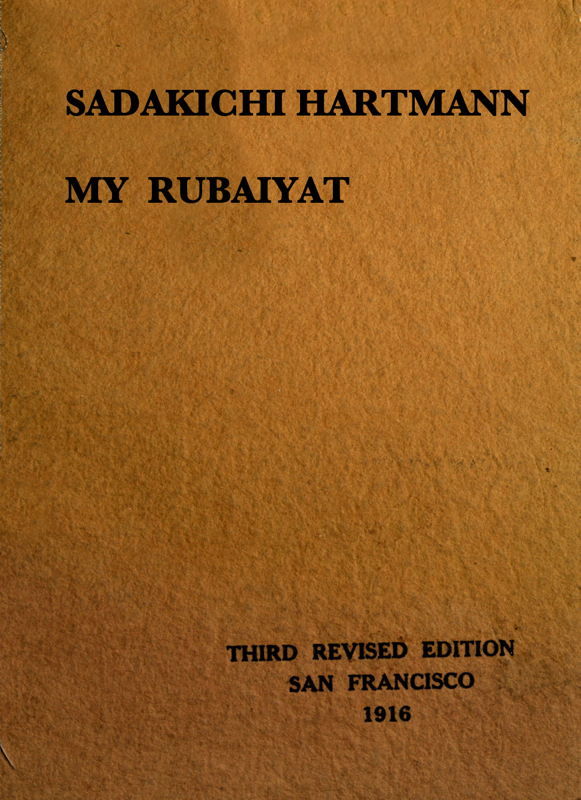 SADAKICHI HARTMANN
MY RUBAIYAT
THIRD REVISED EDITION
SAN FRANCISCO
1916